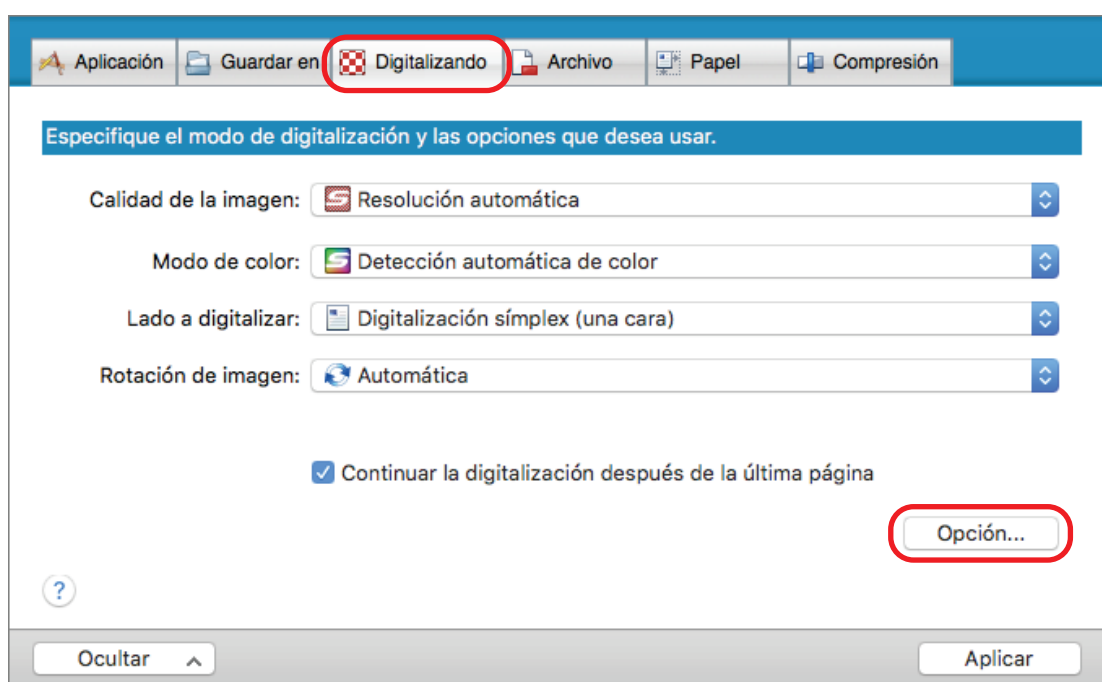 Aplicación Guardar en Digitalizando Archivo Papel Compresión
Especifique el modo de digitalización y las opciones que desea usar.
Calidad de la imagen: Resolución automática
Modo de color: Detección automática de color
Lado a digitalizar: Digitalización símplex (una cara)
Rotación de imagen: Automática
Continuar la digitalización después de la última página
Opción...
?
Ocultar Aplicar